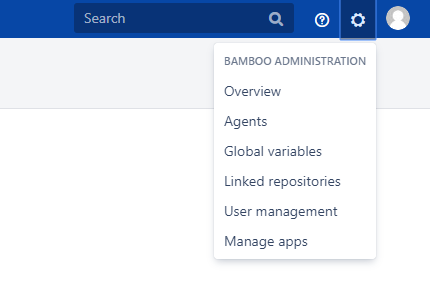 Search
BAMBOO ADMINISTRATION
Overview
Agents
Global variables
Linked repositories
User management
Manage apps